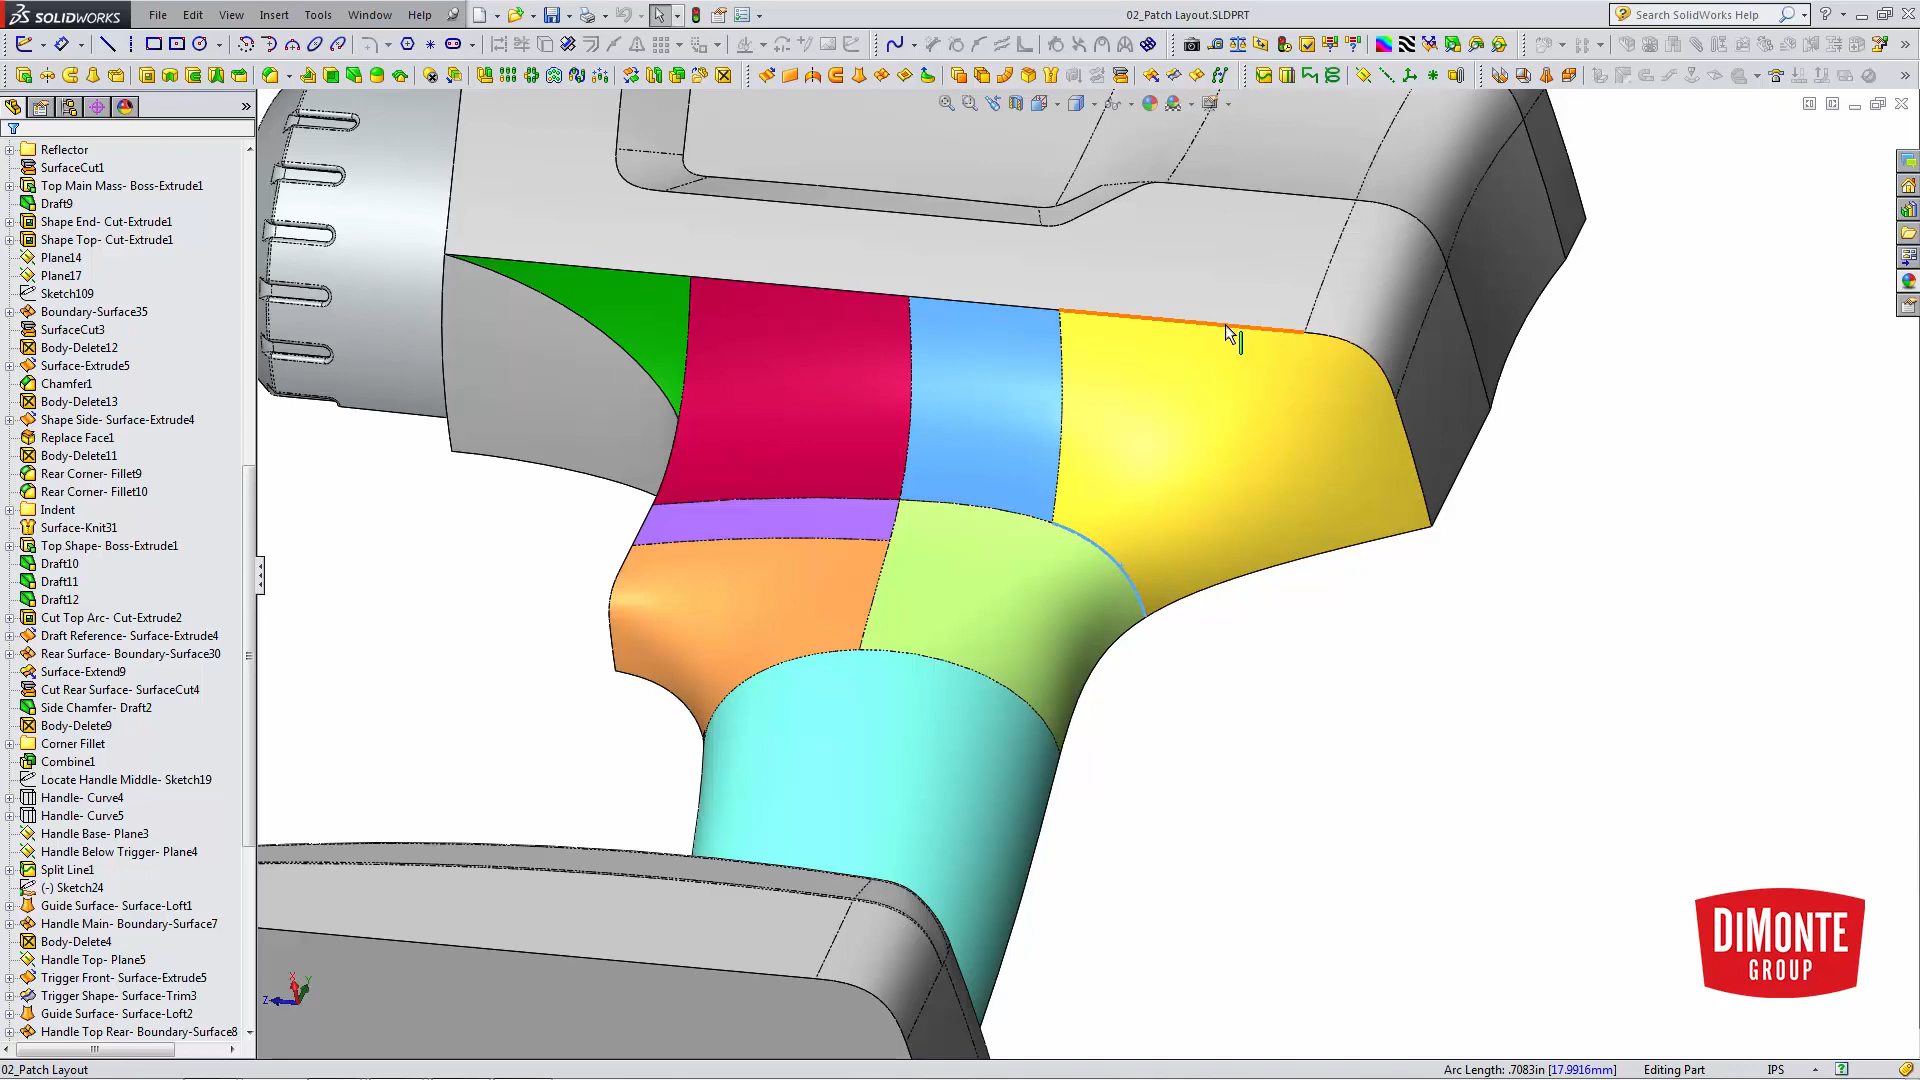 SOLIDWORKS
File Edit View Insert Tools Window Help
02_Patch Layout.SLDPRT
Search SolidWorks Help
Reflector
SurfaceCut1
Top Main Mass- Boss-Extrude1
Draft9
Shape End- Cut-Extrude1
Shape Top- Cut-Extrude1
Plane14
Plane17
Sketch109
Boundary-Surface35
SurfaceCut3
Body-Delete12
Surface-Extrude5
Chamfer1
Body-Delete13
Shape Side- Surface-Extrude4
Replace Face1
Body-Delete11
Rear Corner- Fillet9
Rear Corner- Fillet10
Indent
Surface-Knit31
Top Shape- Boss-Extrude1
Draft10
Draft11
Draft12
Cut Top Arc- Cut-Extrude2
Draft Reference- Surface-Extrude4
Rear Surface- Boundary-Surface30
Surface-Extend9
Cut Rear Surface- SurfaceCut4
Side Chamfer- Draft2
Body-Delete9
Corner Fillet
Combine1
Locate Handle Middle- Sketch19
Handle- Curve4
Handle- Curve5
Handle Base- Plane3
Handle Below Trigger- Plane4
Split Line1
(-) Sketch24
Guide Surface- Surface-Loft1
Handle Main- Boundary-Surface7
Body-Delete4
Handle Top- Plane5
Trigger Front- Surface-Extrude5
Trigger Shape- Surface-Trim3
Guide Surface- Surface-Loft2
Handle Top Rear- Boundary-Surface8
X
Y
Z
DIMONTE
GROUP
02_Patch Layout
Arc Length: .7083in [17.9916mm]
Editing Part
IPS